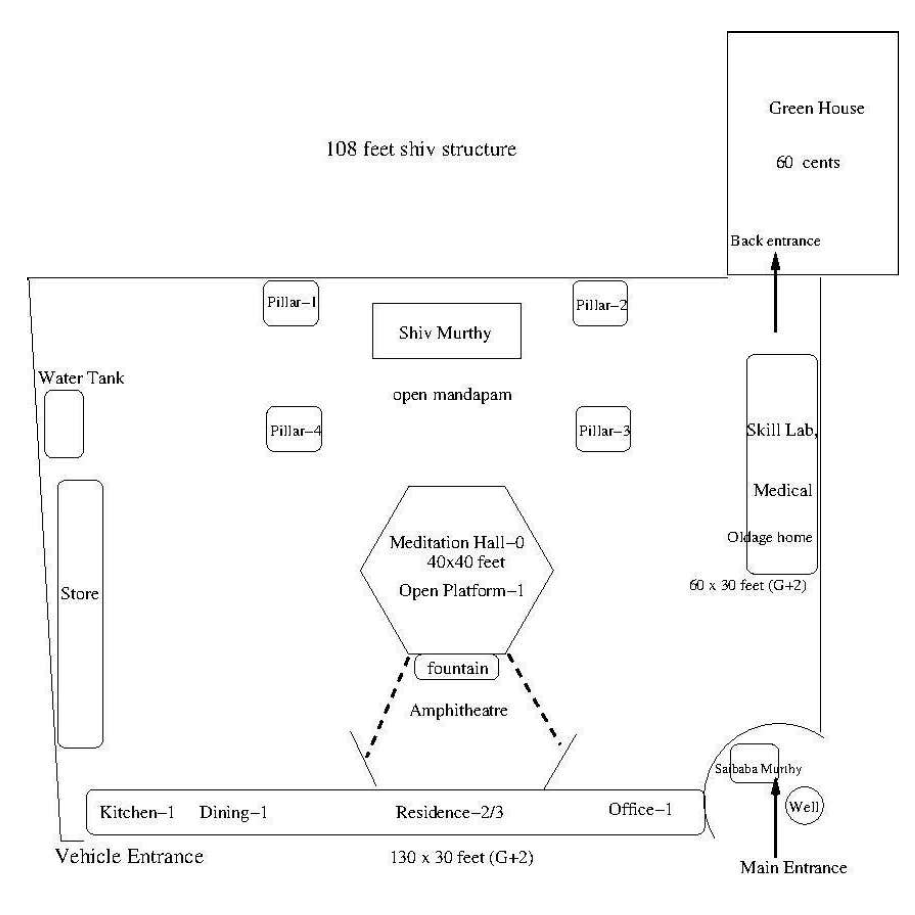 Green House
108 feet shiv structure
60 cents
Back entrance
Pillar-1
Pillar-2
Shiv Murthy
Water Tank
open mandapam
Pillar-4
Pillar-3
Skill Lab,
Medical
Oldage home
60 x 30 feet (G+2)
Meditation Hall-0
40x40 feet
Open Platform-1
Store
fountain
Amphitheatre
Saibaba Murthy
Well
Kitchen-1
Dining-1
Residence-2/3
Office-1
Vehicle Entrance
130 x 30 feet (G+2)
Main Entrance